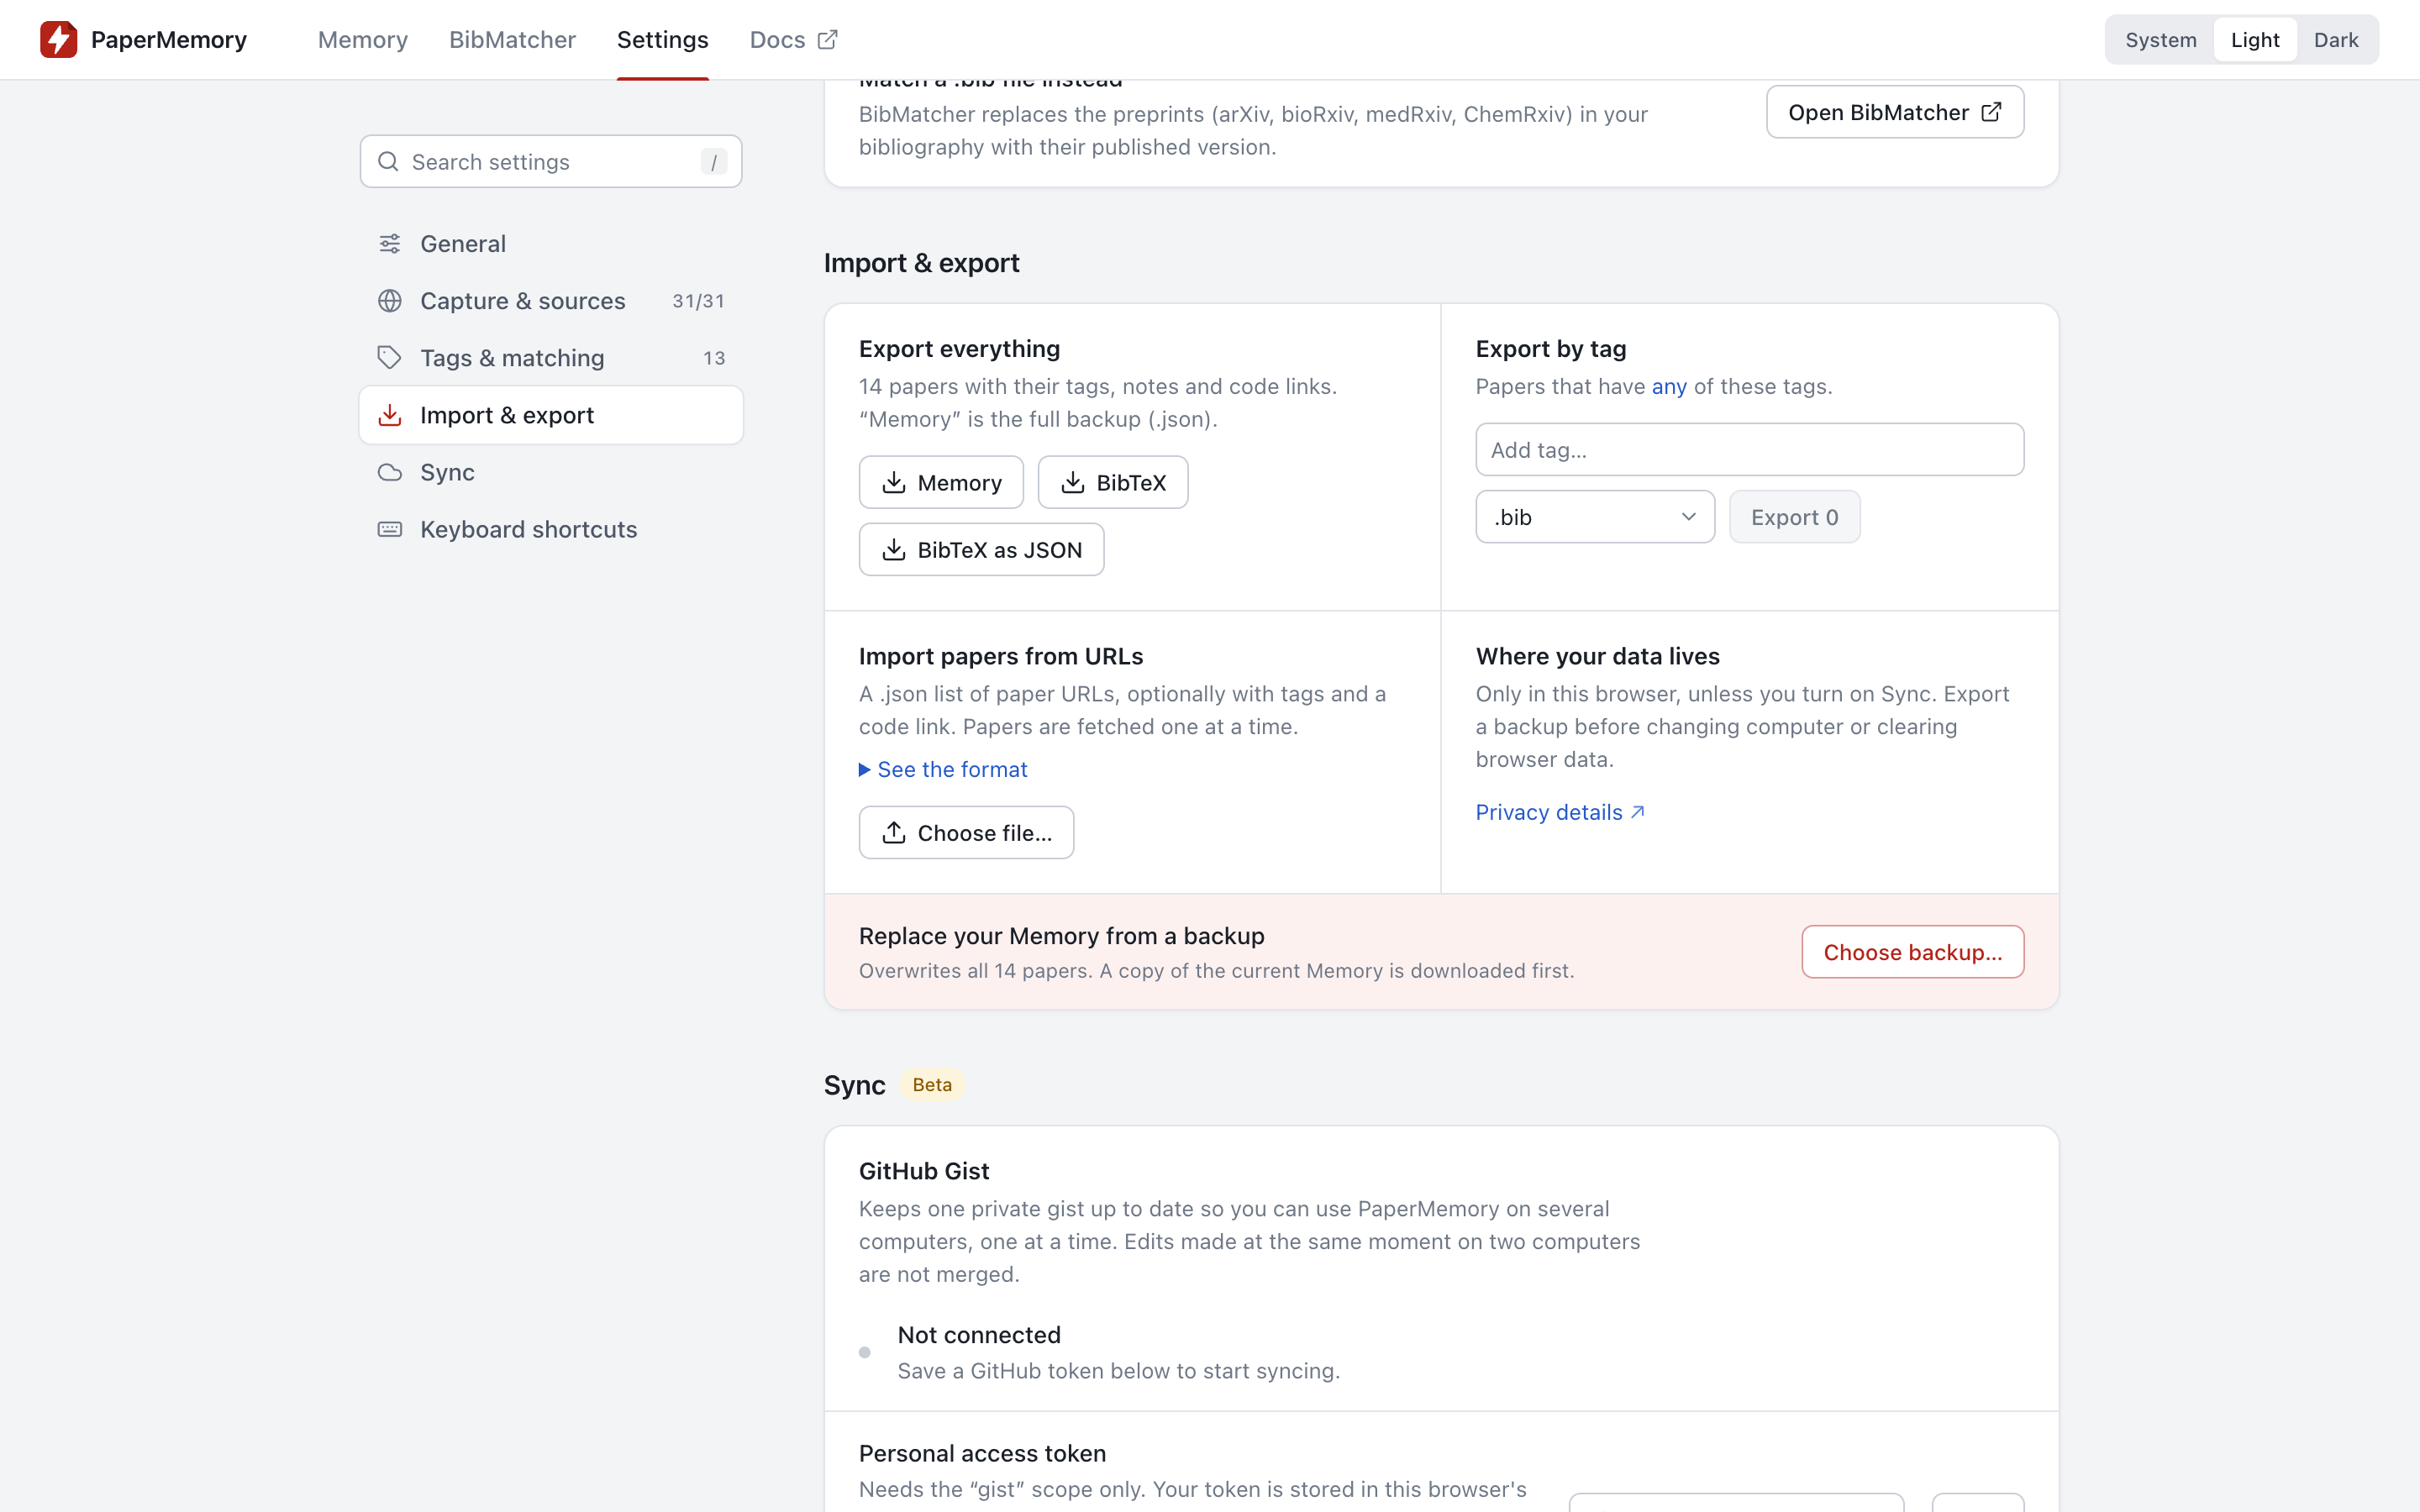 PaperMemory
Memory
BibMatcher
Settings
Docs
System
Light
Dark
Search settings
/
General
Capture & sources
31/31
Tags & matching
13
Import & export
Sync
Keyboard shortcuts
Match a .bib file instead
BibMatcher replaces the preprints (arXiv, bioRxiv, medRxiv, ChemRxiv) in your
bibliography with their published version.
Open BibMatcher
Import & export
Export everything
14 papers with their tags, notes and code links.
“Memory” is the full backup (.json).
Memory
BibTeX
BibTeX as JSON
Export by tag
Papers that have any of these tags.
Add tag...
.bib
Export 0
Import papers from URLs
A .json list of paper URLs, optionally with tags and a
code link. Papers are fetched one at a time.
See the format
Choose file...
Where your data lives
Only in this browser, unless you turn on Sync. Export
a backup before changing computer or clearing
browser data.
Privacy details
Replace your Memory from a backup
Overwrites all 14 papers. A copy of the current Memory is downloaded first.
Choose backup...
Sync
Beta
GitHub Gist
Keeps one private gist up to date so you can use PaperMemory on several
computers, one at a time. Edits made at the same moment on two computers
are not merged.
Not connected
Save a GitHub token below to start syncing.
Personal access token
Needs the “gist” scope only. Your token is stored in this browser's